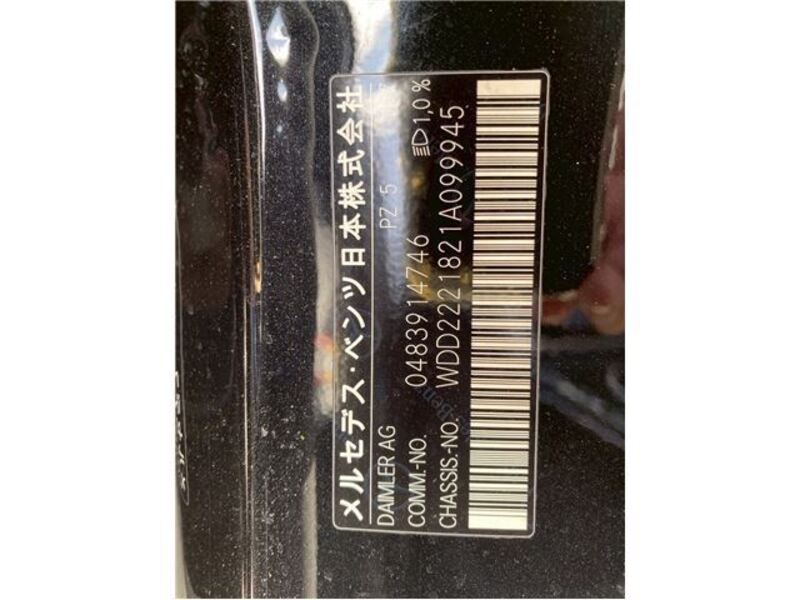 メルセデス・ベンツ日本株式会社
DAIMLER AG PZ 5
COMM.-NO. 0483914746 1,0 %
CHASSIS.-NO. WDD2221821A099945